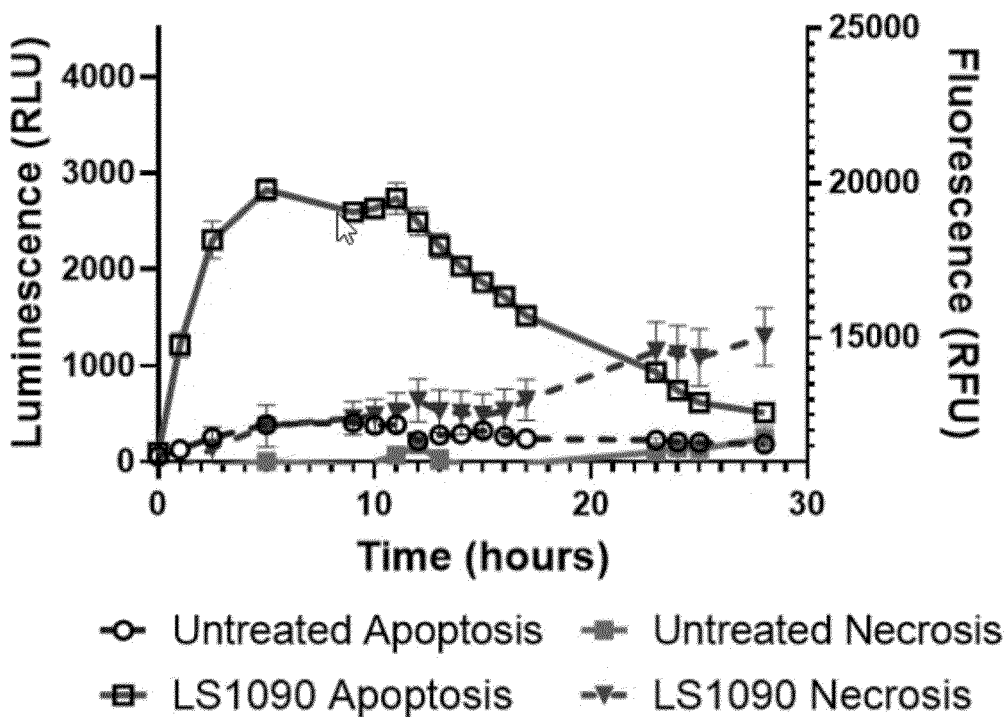 Luminescence (RLU)
4000
3000
2000
1000
0
25000
20000
15000
Fluorescence (RFU)
0
10
20
30
Time (hours)
Untreated Apoptosis
Untreated Necrosis
LS1090 Apoptosis
LS1090 Necrosis